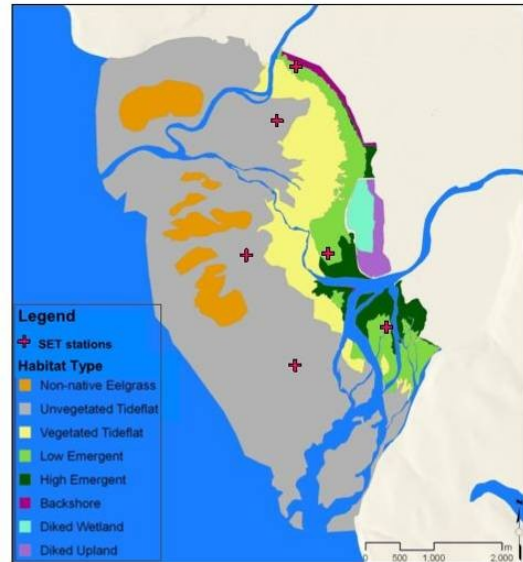 Legend
SET stations
Habitat Type
Non-native Eelgrass
Unvegetated Tideflat
Vegetated Tideflat
Low Emergent
High Emergent
Backshore
Diked Wetland
Diked Upland
m
0 500 1.000 2.000